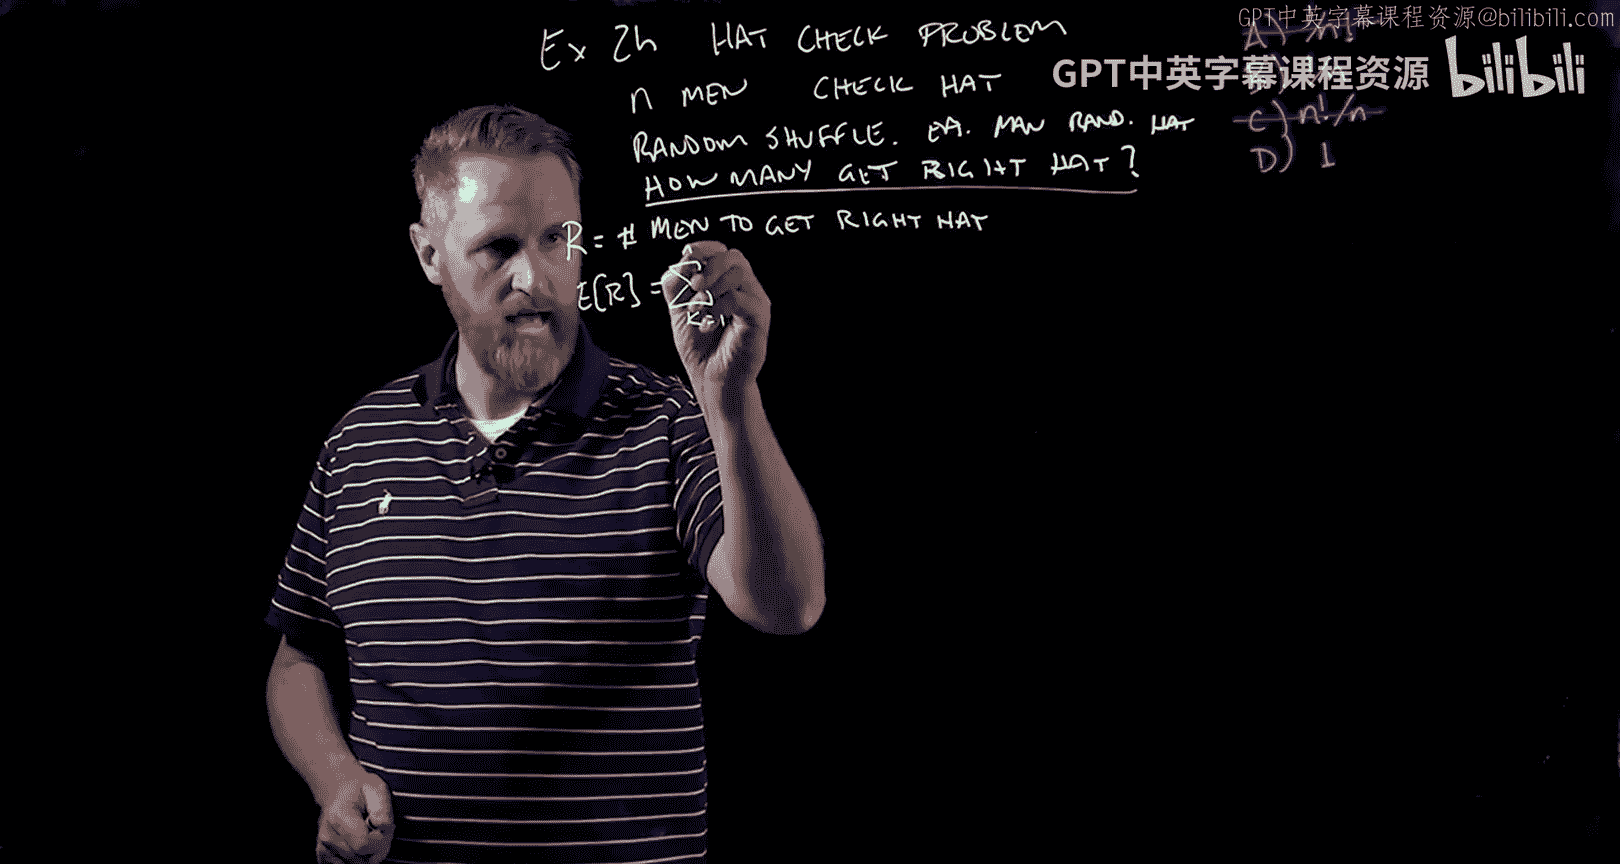 GPT中英字幕课程资源@bilibili.com
GPT中英字幕课程资源 bilibili
Ex 2h HAT CHECK PROBLEM
n MEN CHECK HAT
RANDOM SHUFFLE. EA. MAN RAND. HAT
HOW MANY GET RIGHT HAT?
R = # MEN TO GET RIGHT HAT
E[R] = Σ
K=1
A) n!
C) n!/n
D) 1